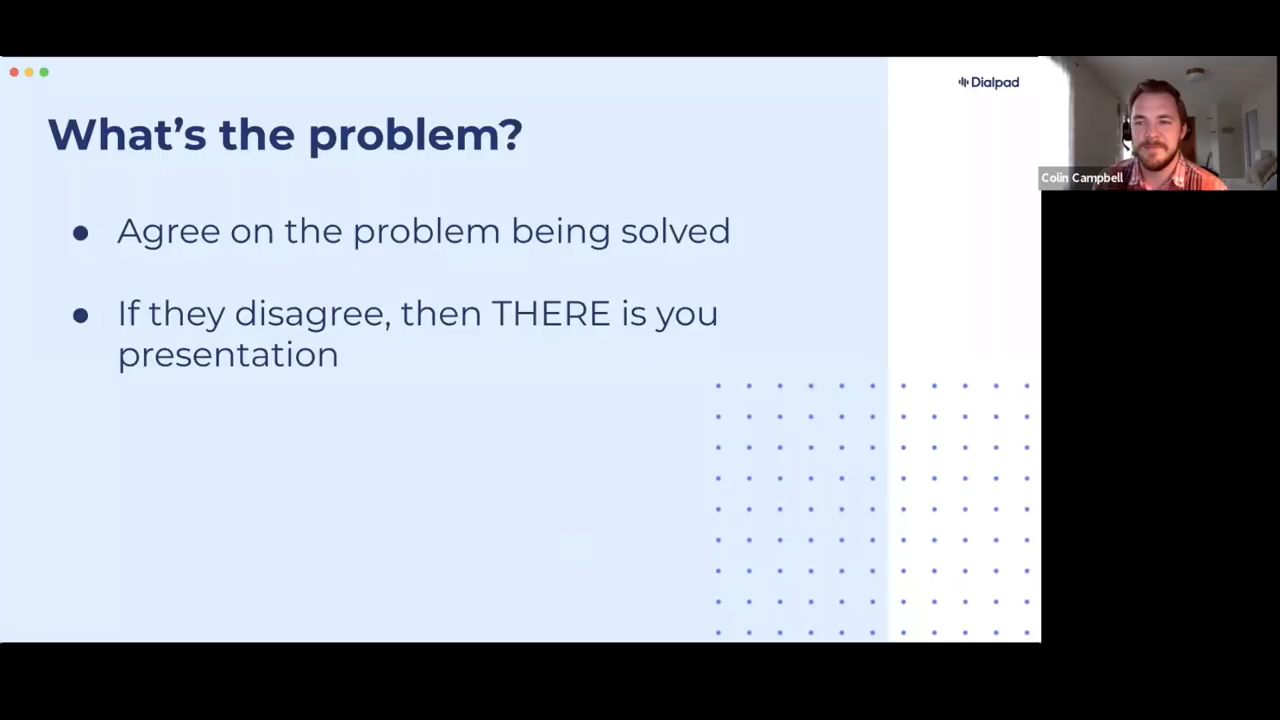 Dialpad
What's the problem?
Colin Campbell
● Agree on the problem being solved
● If they disagree, then THERE is you
presentation